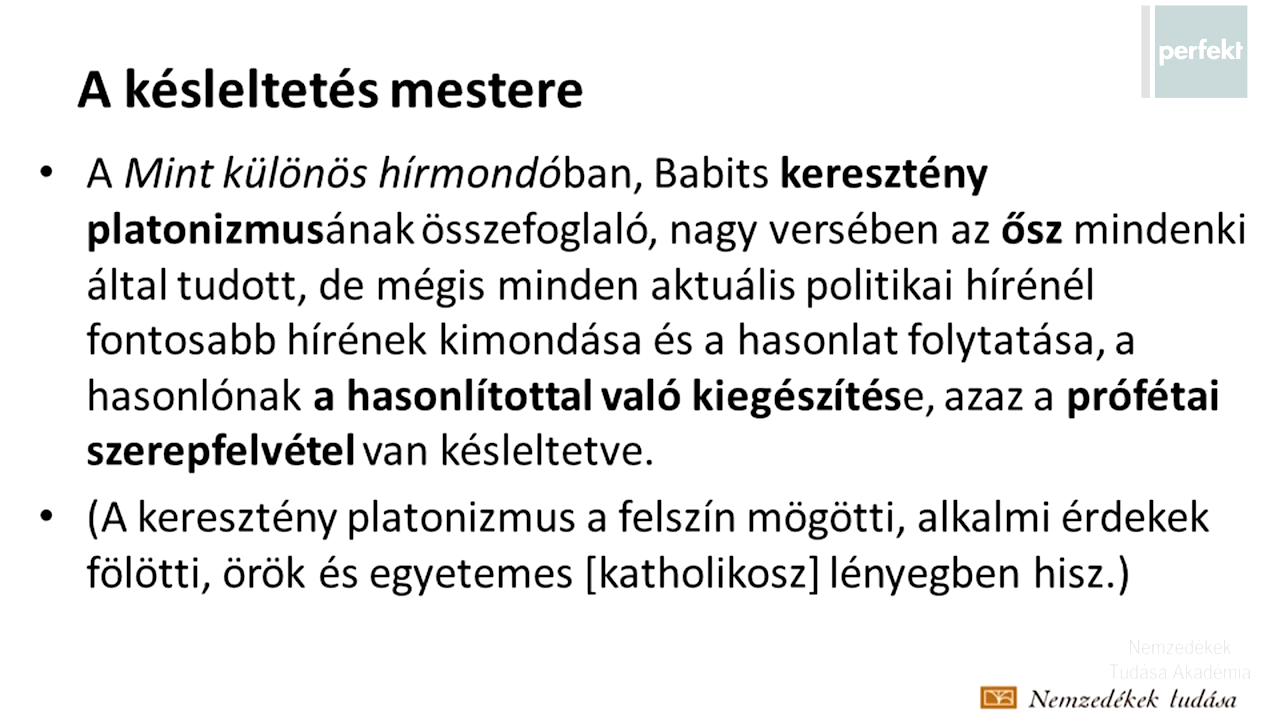 perfekt
A késleltetés mestere
• A Mint különös hírmondóban, Babits keresztény
platonizmusának összefoglaló, nagy versében az ősz mindenki
által tudott, de mégis minden aktuális politikai hírénél
fontosabb hírének kimondása és a hasonlat folytatása, a
hasonlónak a hasonlítottal való kiegészítése, azaz a prófétai
szerepfelvétel van késleltetve.
• (A keresztény platonizmus a felszín mögötti, alkalmi érdekek
fölötti, örök és egyetemes [katholikosz] lényegben hisz.)
Nemzedékek
Tudása Akadémia
Nemzedékek tudása